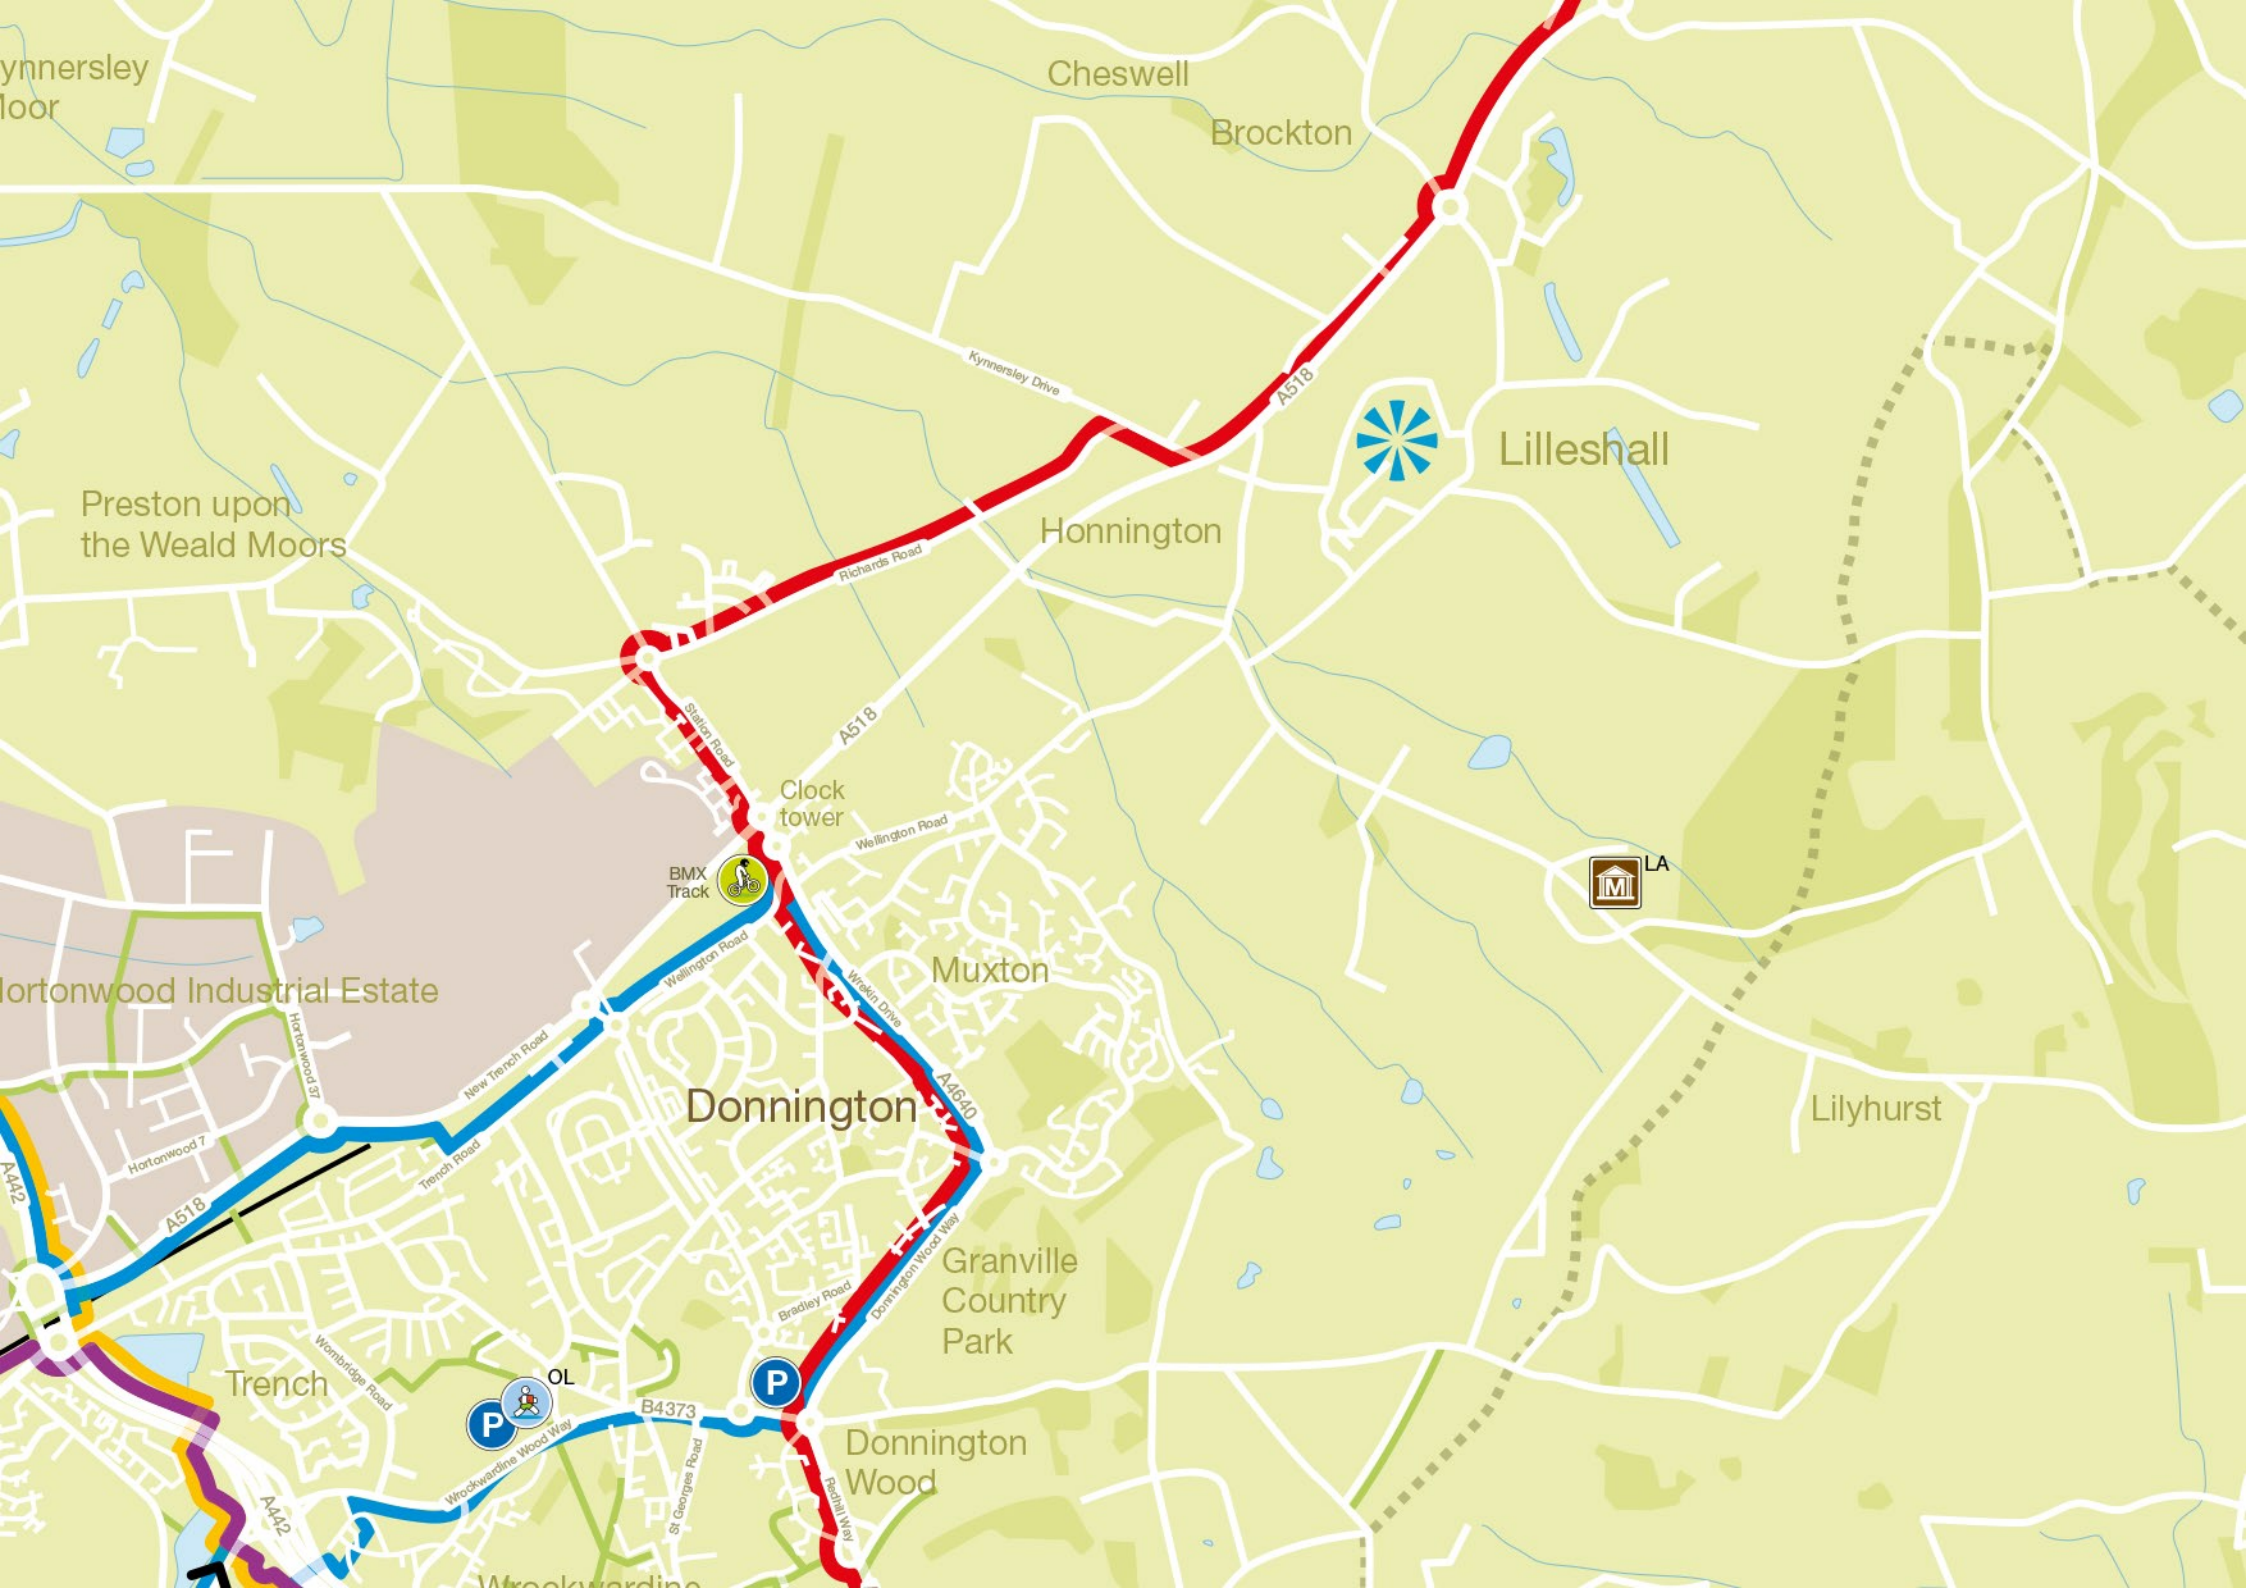 ynnersley
Moor
Cheswell
Brockton
Kynnersley Drive
A518
Lilleshall
Preston upon
the Weald Moors
Honnington
Richards Road
Station Road
A518
Clock
tower
Wellington Road
BMX
Track
LA
M
Wellington Road
Muxton
Wrekin Drive
ortonwood Industrial Estate
Hortonwood 37
New Trench Road
A4640
Donnington
Lilyhurst
Hortonwood 7
Trench Road
A442
A518
Donnington Wood Way
Granville
Country
Park
Bradley Road
Wombridge Road
Trench
P
OL
P
B4373
Wrockwardine Wood Way
St Georges Road
Donnington
Wood
Redhill Way
A442
Wrockwardine